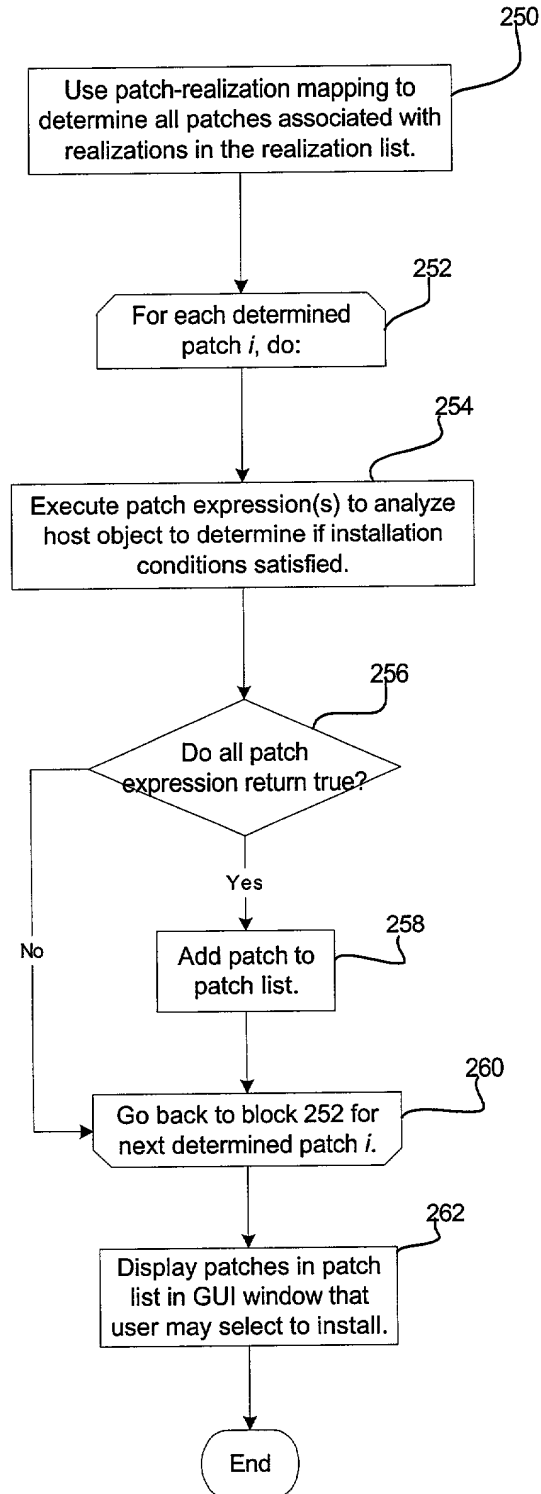 250
Use patch-realization mapping to
determine all patches associated with
realizations in the realization list.
252
For each determined
patch i, do:
254
Execute patch expression(s) to analyze
host object to determine if installation
conditions satisfied.
256
Do all patch
expression return true?
Yes
No
258
Add patch to
patch list.
260
Go back to block 252 for
next determined patch i.
262
Display patches in patch
list in GUI window that
user may select to install.
End